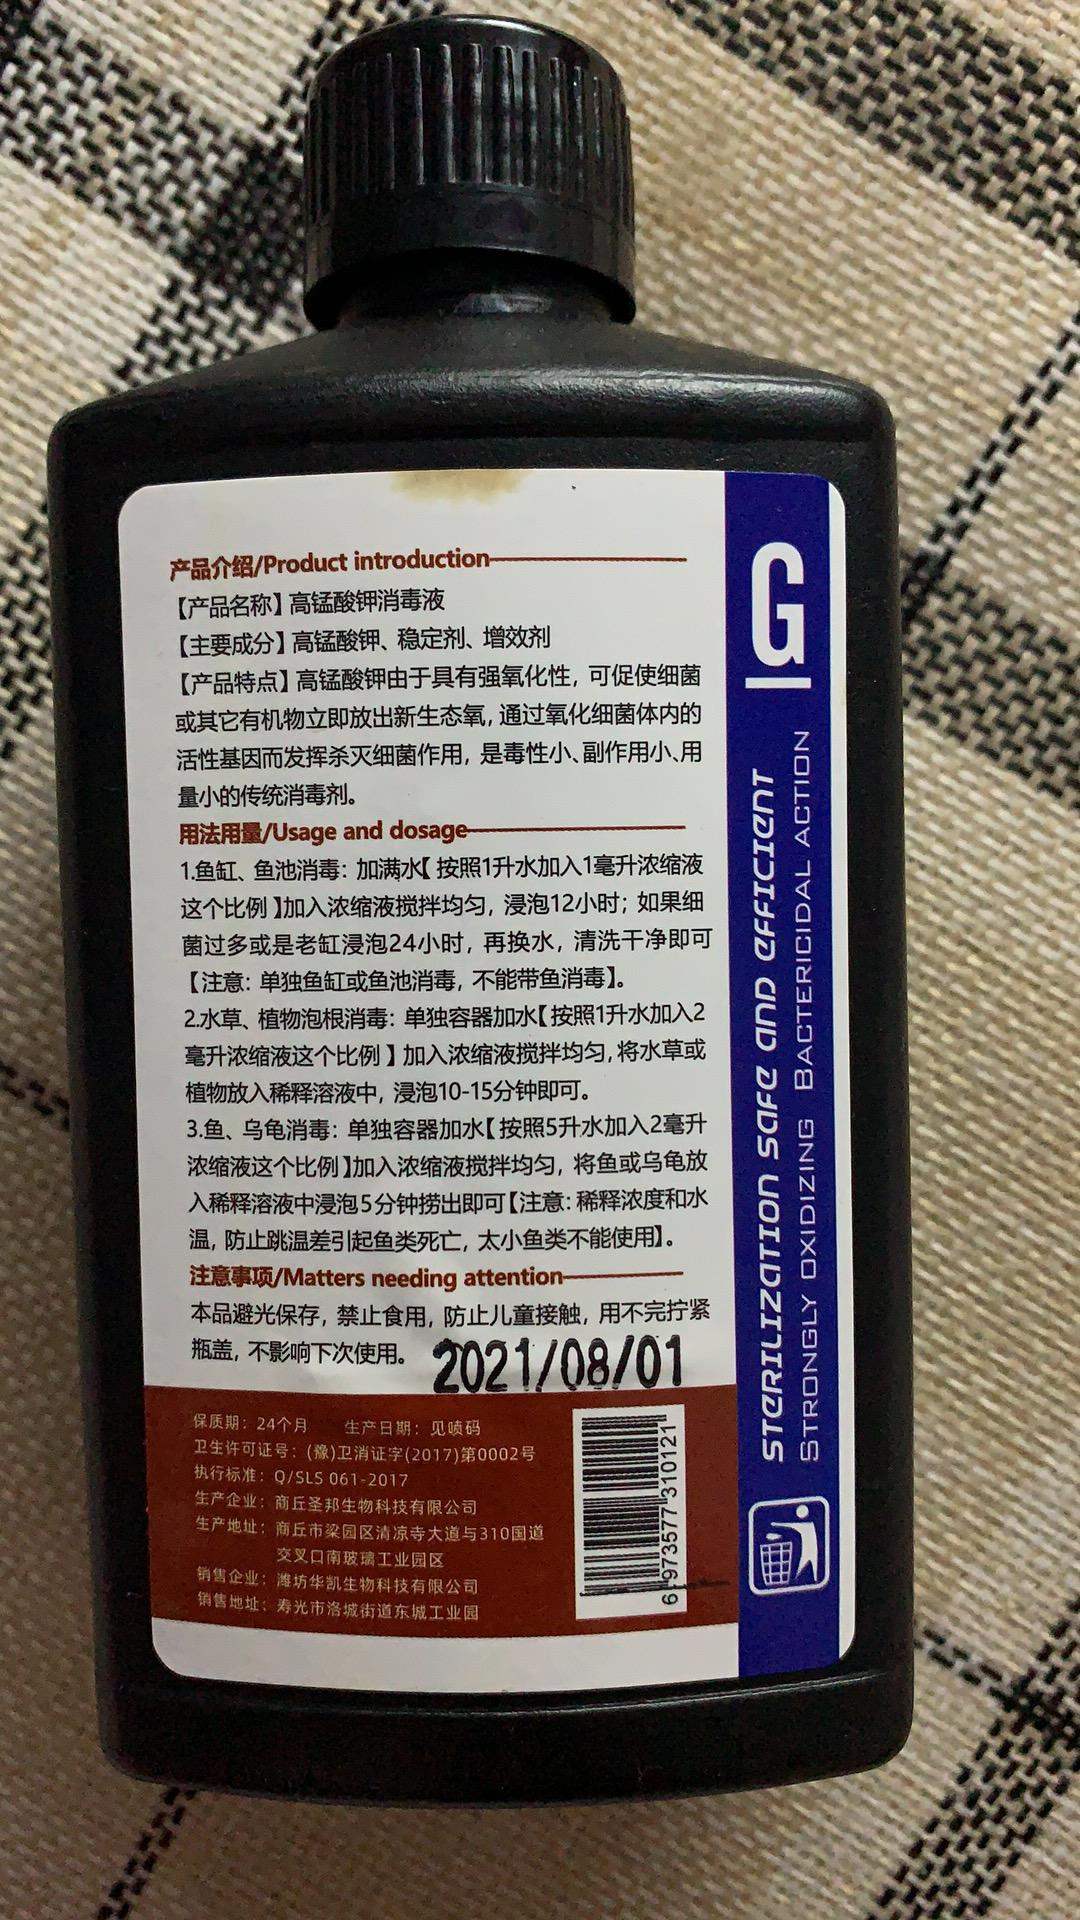 产品介绍/Product introduction
【产品名称】高锰酸钾消毒液
【主要成分】高锰酸钾、稳定剂、增效剂
【产品特点】高锰酸钾由于具有强氧化性，可促使细菌
或其它有机物立即放出新生态氧，通过氧化细菌体内的
活性基因而发挥杀灭细菌作用，是毒性小、副作用小、用
量小的传统消毒剂。
用法用量/Usage and dosage
1.鱼缸、鱼池消毒：加满水【按照1升水加入1毫升浓缩液
这个比例】加入浓缩液搅拌均匀，浸泡12小时；如果细
菌过多或是老缸浸泡24小时，再换水，清洗干净即可
【注意：单独鱼缸或鱼池消毒，不能带鱼消毒】。
2.水草、植物泡根消毒：单独容器加水【按照1升水加入2
毫升浓缩液这个比例】加入浓缩液搅拌均匀，将水草或
植物放入稀释溶液中，浸泡10-15分钟即可。
3.鱼、乌龟消毒：单独容器加水【按照5升水加入2毫升
浓缩液这个比例】加入浓缩液搅拌均匀，将鱼或乌龟放
入稀释溶液中浸泡5分钟捞出即可【注意：稀释浓度和水
温，防止跳温差引起鱼类死亡，太小鱼类不能使用】。
注意事项/Matters needing attention
本品避光保存，禁止食用，防止儿童接触，用不完拧紧
瓶盖，不影响下次使用。
2021/08/01
保质期：24个月 生产日期：见喷码
卫生许可证号：(豫)卫消证字(2017)第0002号
执行标准：Q/SLS 061-2017
生产企业：商丘圣邦生物科技有限公司
生产地址：商丘市梁园区清凉寺大道与310国道
交叉口南玻璃工业园区
销售企业：潍坊华凯生物科技有限公司
销售地址：寿光市洛城街道东城工业园
6 973577 310121
G
STERILIZATION SAFE AND EFFICIENT
STRONGLY OXIDIZING BACTERICIDAL ACTION